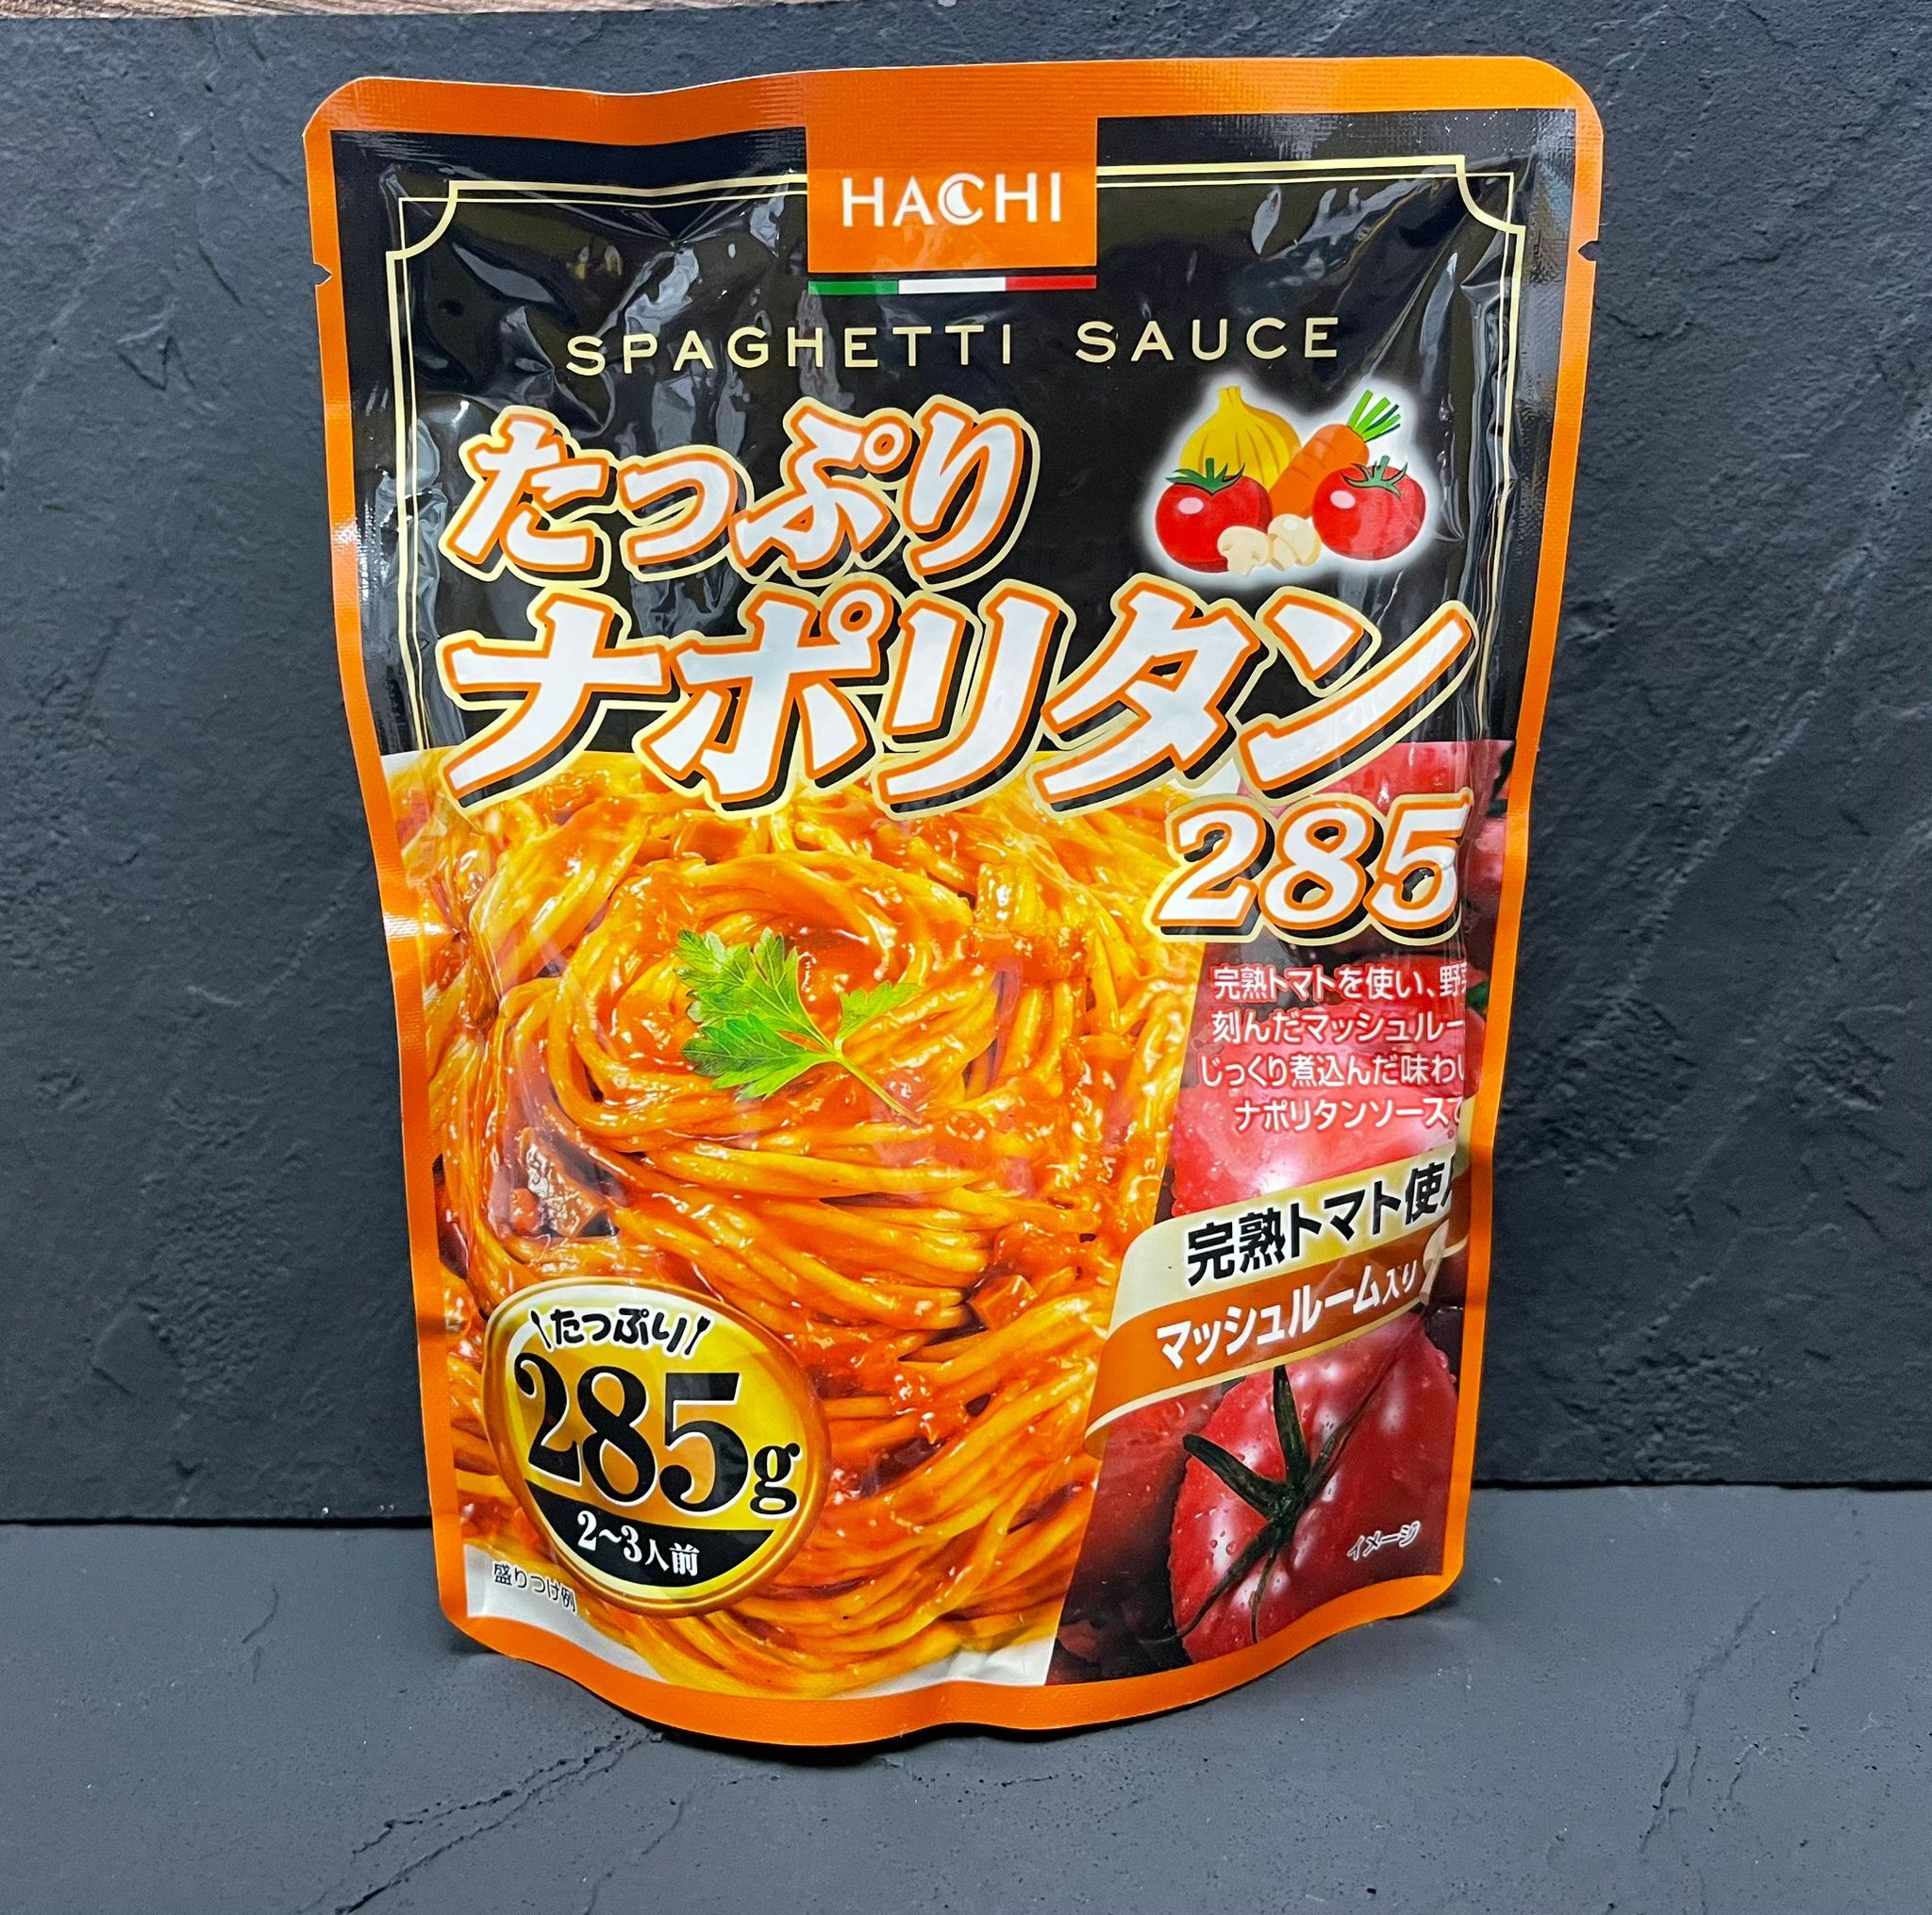 HACHI
SPAGHETTI SAUCE
たっぷり
ナポリタン
285
完熟トマトを使い、野
刻んだマッシュルー
じっくり煮込んだ味わい
ナポリタンソースで
完熟トマト使
マッシュルーム入り
たっぷり
285g
2~3人前
盛りつけ例
イメージ